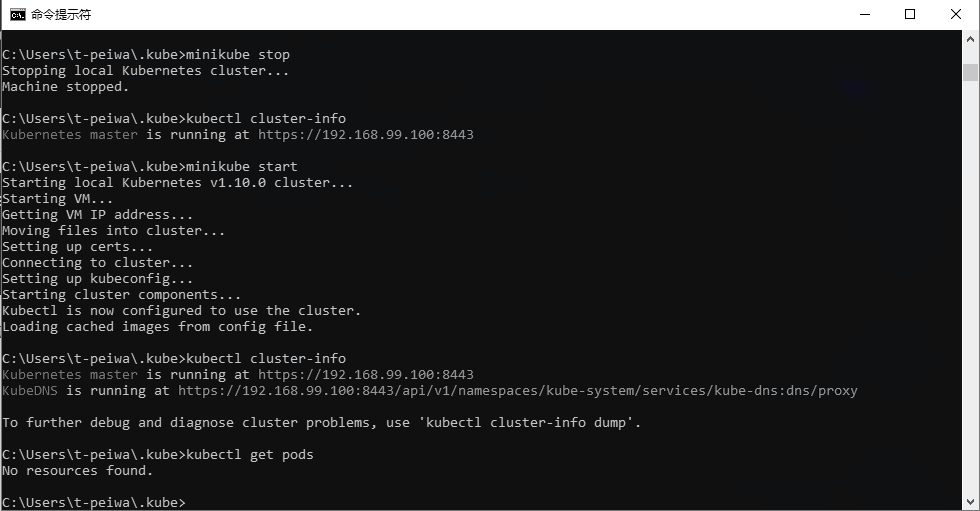 命令提示符
C:\Users\t-peiwa\.kube>minikube stop
Stopping local Kubernetes cluster...
Machine stopped.
C:\Users\t-peiwa\.kube>kubectl cluster-info
Kubernetes master is running at https://192.168.99.100:8443
C:\Users\t-peiwa\.kube>minikube start
Starting local Kubernetes v1.10.0 cluster...
Starting VM...
Getting VM IP address...
Moving files into cluster...
Setting up certs...
Connecting to cluster...
Setting up kubeconfig...
Starting cluster components...
Kubectl is now configured to use the cluster.
Loading cached images from config file.
C:\Users\t-peiwa\.kube>kubectl cluster-info
Kubernetes master is running at https://192.168.99.100:8443
KubeDNS is running at https://192.168.99.100:8443/api/v1/namespaces/kube-system/services/kube-dns:dns/proxy
To further debug and diagnose cluster problems, use 'kubectl cluster-info dump'.
C:\Users\t-peiwa\.kube>kubectl get pods
No resources found.
C:\Users\t-peiwa\.kube>